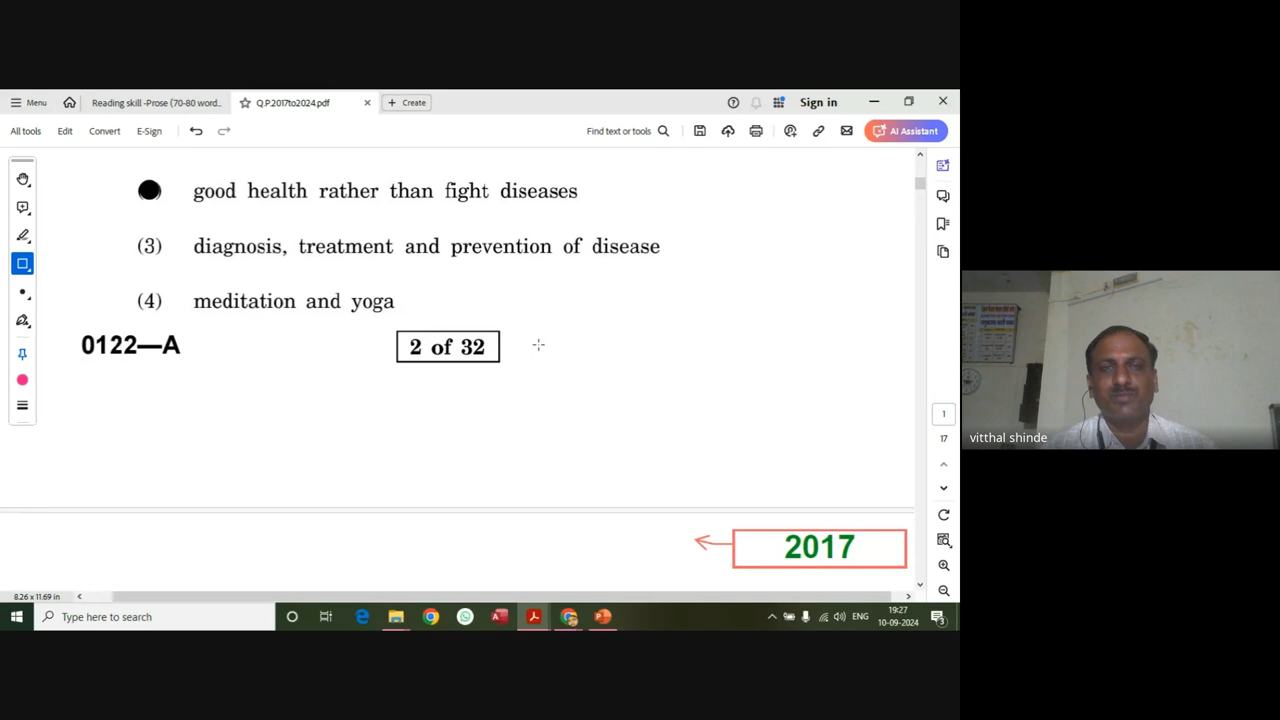 Menu
Reading skill -Prose (70-80 word..
Q.P.2017to2024.pdf
Create
Sign in
All tools
Edit
Convert
E-Sign
Find text or tools
AI Assistant
good health rather than fight diseases
(3) diagnosis, treatment and prevention of disease
(4) meditation and yoga
0122—A
2 of 32
1
17
2017
8.26 x 11.69 in
Type here to search
ENG
19:27
10-09-2024
3
vitthal shinde